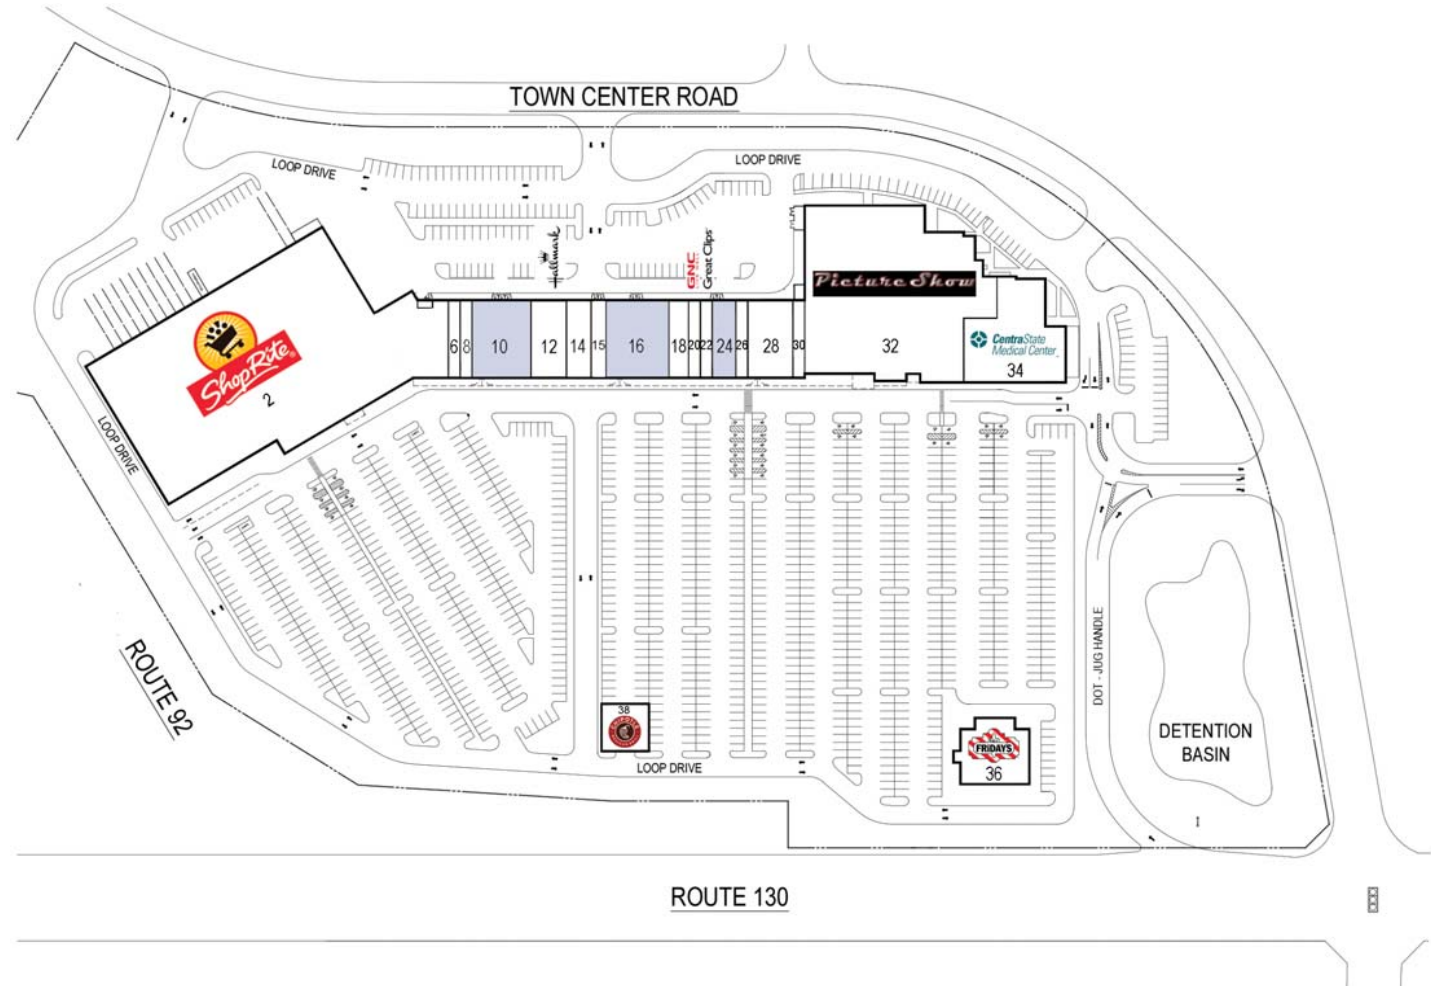 TOWN CENTER ROAD
LOOP DRIVE
LOOP DRIVE
Hallmark
GNC
Great Clips
Picture Show
ShopRite
2
6
8
10
12
14
15
16
18
20
22
24
26
28
30
32
CentraState
Medical Center
34
LOOP DRIVE
ROUTE 92
DOT - JUG HANDLE
DETENTION
BASIN
38
CHIPOTLE
FRIDAYS
36
LOOP DRIVE
ROUTE 130